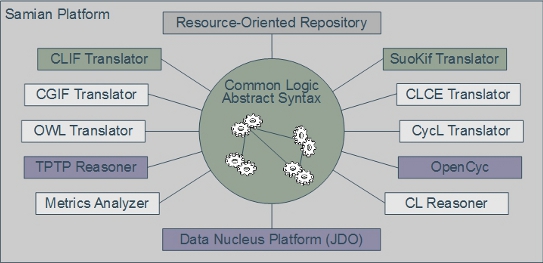 Samian Platform
Resource-Oriented Repository
CLIF Translator
SuoKif Translator
Common Logic
Abstract Syntax
CGIF Translator
CLCE Translator
OWL Translator
CycL Translator
TPTP Reasoner
OpenCyc
Metrics Analyzer
CL Reasoner
Data Nucleus Platform (JDO)